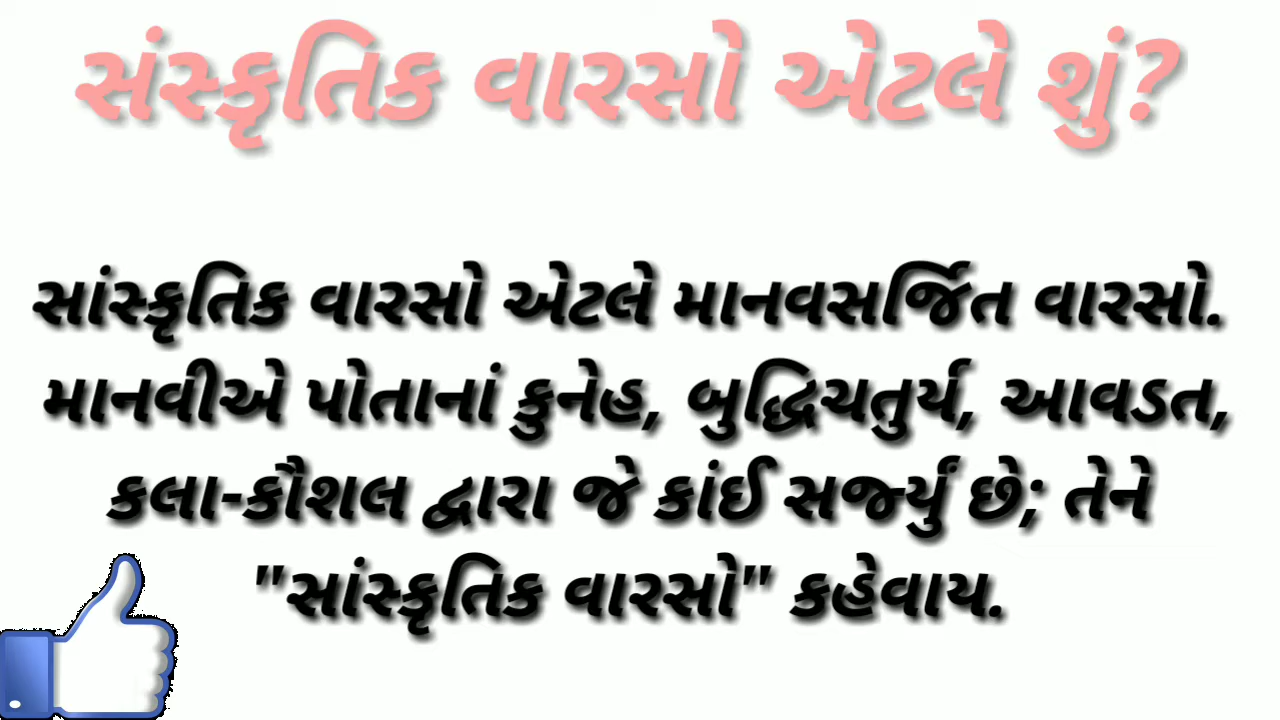 સંસ્કૃતિક વારસો એટલે શું?
સાંસ્કૃતિક વારસો એટલે માનવસર્જિત વારસો.
માનવીએ પોતાનાં કુનેહ, બુદ્ધિચતુર્ય, આવડત,
કલા-કૌશલ દ્વારા જે કાંઈ સર્જ્યું છે; તેને
"સાંસ્કૃતિક વારસો" કહેવાય.